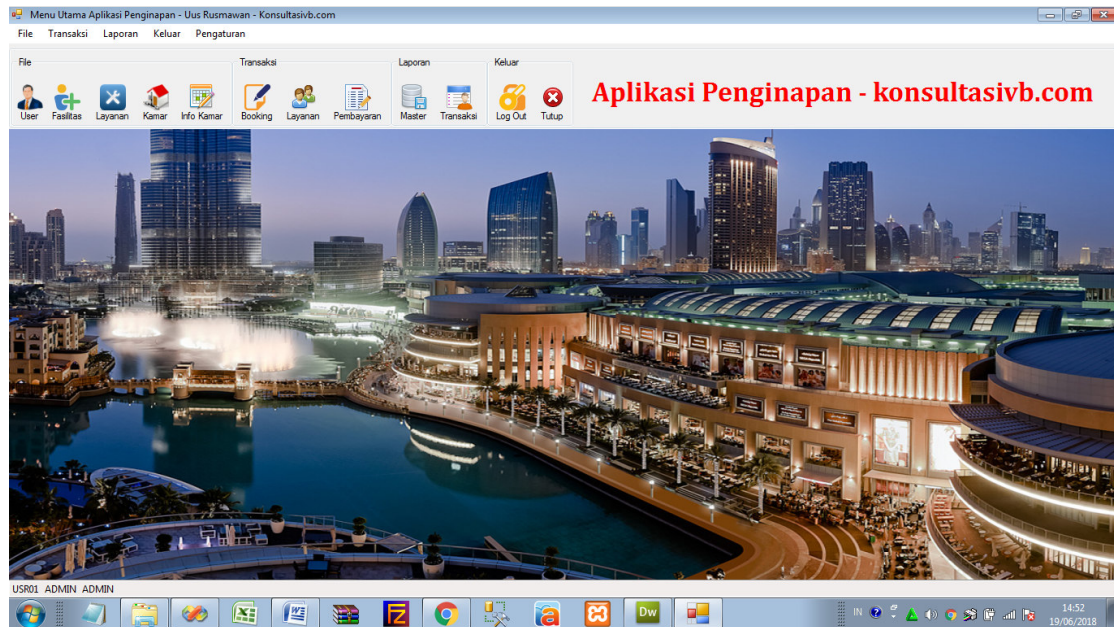 Menu Utama Aplikasi Penginapan - Uus Rusmawan - Konsultasivb.com
File Transaksi Laporan Keluar Pengaturan
File Transaksi Laporan Keluar
Aplikasi Penginapan - konsultasivb.com
User Fasilitas Layanan Kamar Info Kamar Booking Layanan Pembayaran Master Transaksi Log Out Tutup
USR01 ADMIN ADMIN
Dw
IN
14:52
19/06/2018